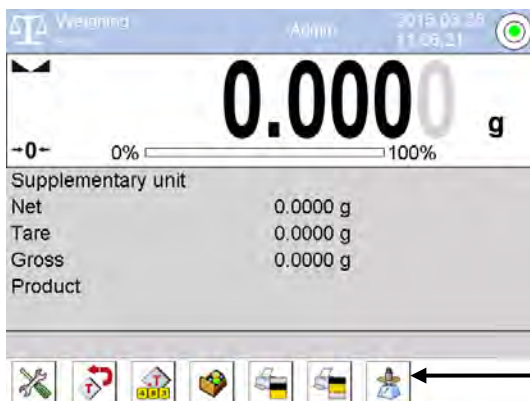 Weighing
Admin
2015.03.25
11:05:21
0.0000 g
→0←
0% 100%
Supplementary unit
Net 0.0000 g
Tare 0.0000 g
Gross 0.0000 g
Product